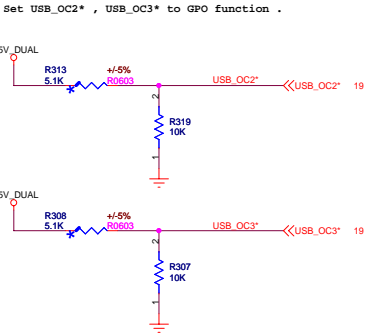 Set USB_OC2* , USB_OC3* to GPO function .
5V_DUAL
R313 +/-5%
5.1K R0603 USB_OC2* USB_OC2* 19
2
R319
10K
1
5V_DUAL
R308 +/-5%
5.1K R0603 USB_OC3* USB_OC3* 19
2
R307
10K
1